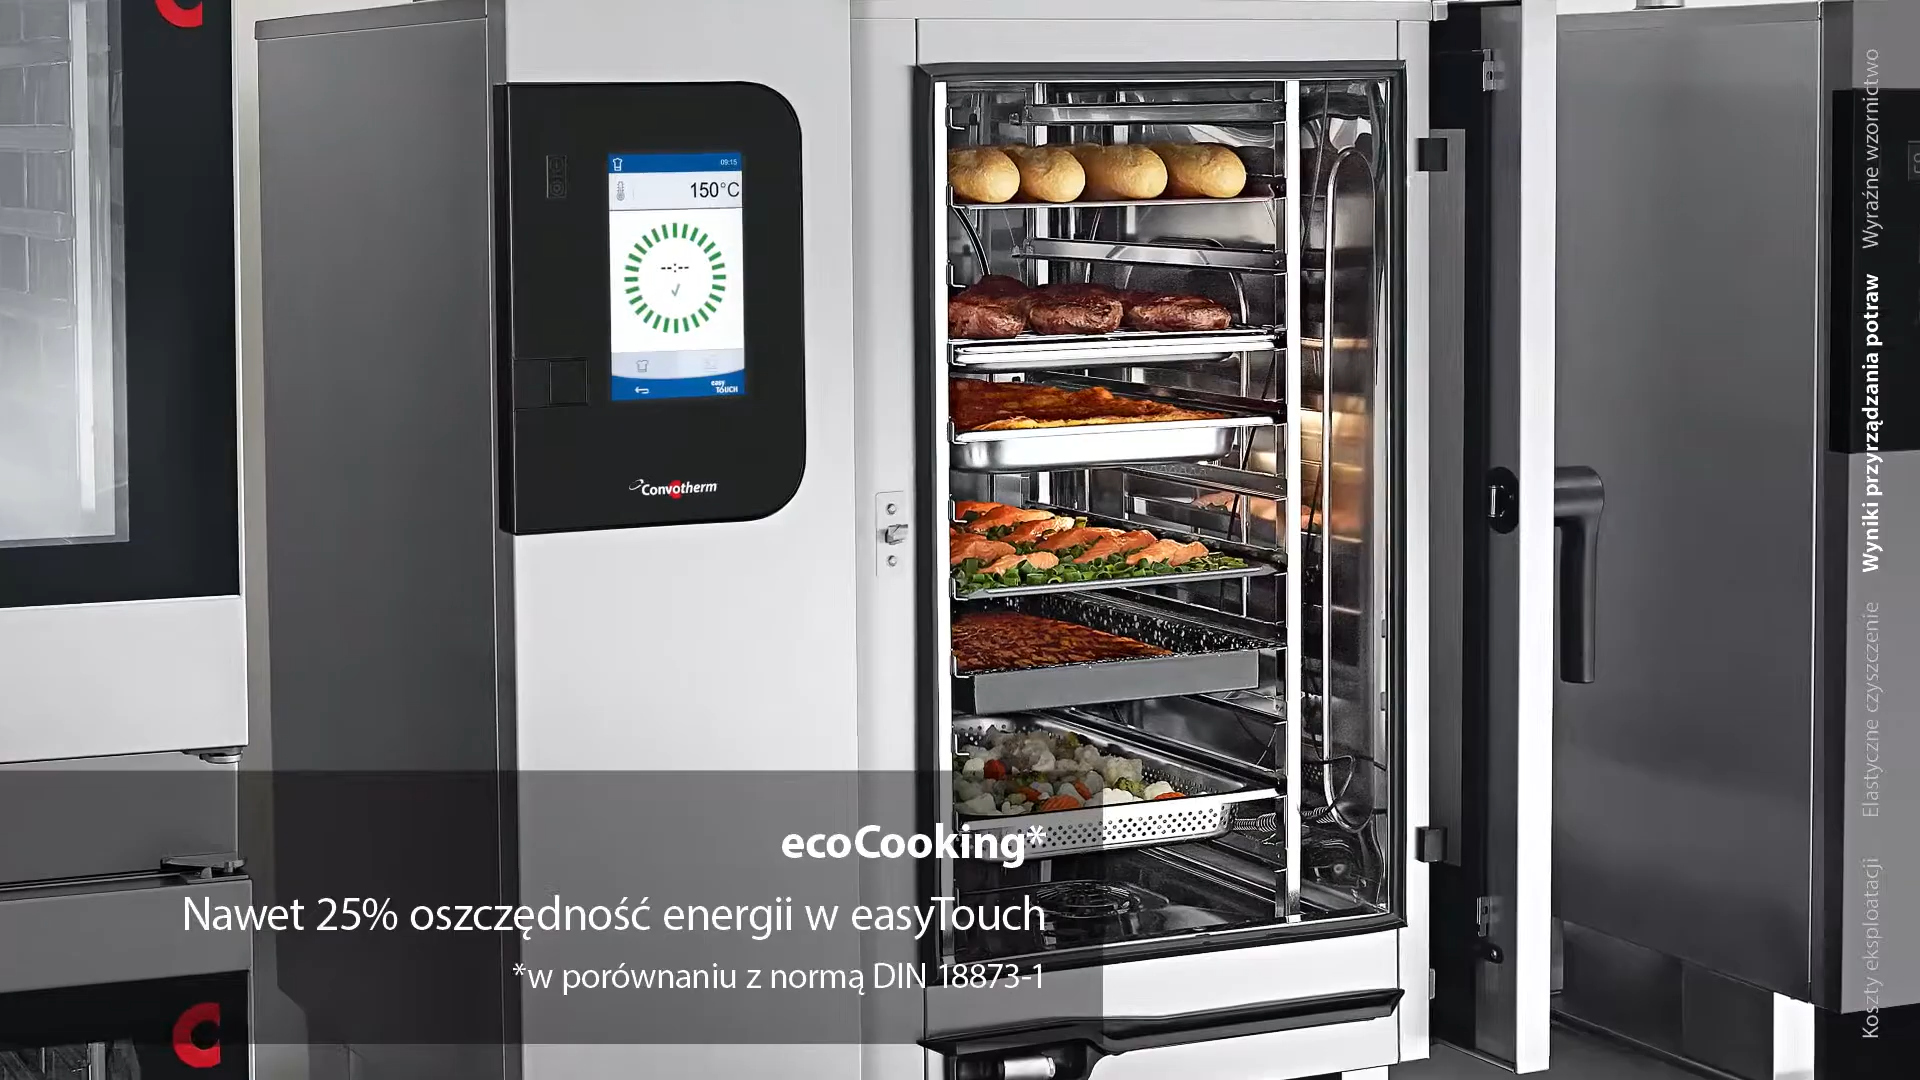 09:15
150°C
--:--
easy
TOUCH
Convotherm
ecoCooking*
Nawet 25% oszczędność energii w easyTouch
*w porównaniu z normą DIN 18873-1
Koszty eksploatacji Elastyczne czyszczenie Wyniki przyrządzania potraw Wyraźne wzornictwo